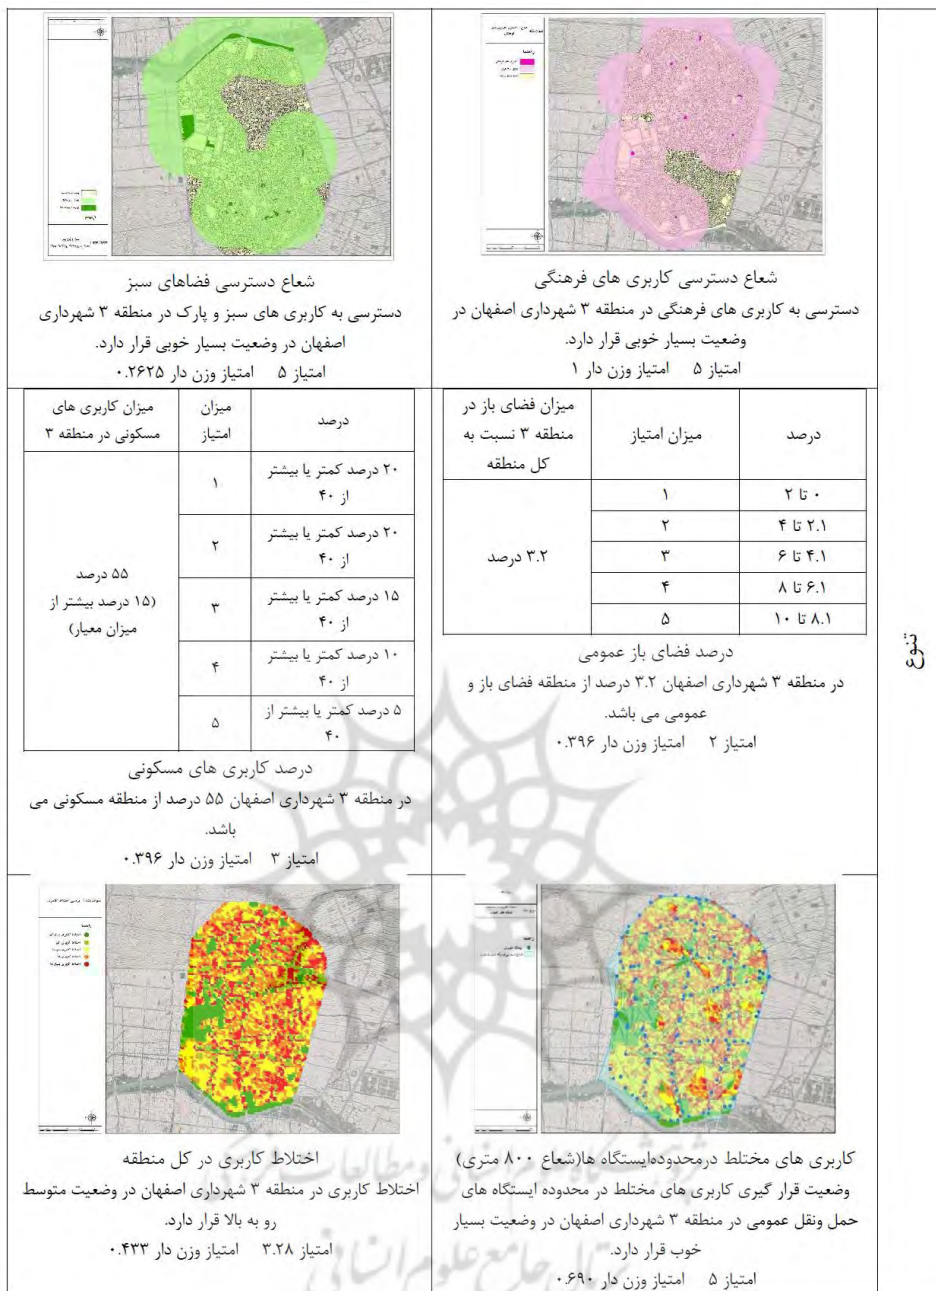 تنوع
شعاع دسترسی کاربری های فرهنگی
دسترسی به کاربری های فرهنگی در منطقه ۳ شهرداری اصفهان در
وضعیت بسیار خوبی قرار دارد.
امتیاز ۵ امتیاز وزن دار ۱
راهنما
شعاع دسترسی فضاهای سبز
دسترسی به کاربری های سبز و پارک در منطقه ۳ شهرداری
اصفهان در وضعیت بسیار خوبی قرار دارد.
امتیاز ۵ امتیاز وزن دار ۰.۲۶۲۵
درصد میزان امتیاز میزان فضای باز در
منطقه ۳ نسبت به
کل منطقه
۰ تا ۲ ۱
۲.۱ تا ۴ ۲
۴.۱ تا ۶ ۳ ۳.۲ درصد
۶.۱ تا ۸ ۴
۸.۱ تا ۱۰ ۵
درصد فضای باز عمومی
در منطقه ۳ شهرداری اصفهان ۳.۲ درصد از منطقه فضای باز و
عمومی می باشد.
امتیاز ۲ امتیاز وزن دار ۰.۳۹۶
درصد میزان امتیاز میزان کاربری های
مسکونی در منطقه ۳
۲۰ درصد کمتر یا بیشتر
از ۴۰ ۱
۲۰ درصد کمتر یا بیشتر
از ۴۰ ۲
۱۵ درصد کمتر یا بیشتر
از ۴۰ ۳
۱۰ درصد کمتر یا بیشتر
از ۴۰ ۴
۵ درصد کمتر یا بیشتر از
۴۰ ۵
۵۵ درصد
(۱۵ درصد بیشتر از
میزان معیار)
درصد کاربری های مسکونی
در منطقه ۳ شهرداری اصفهان ۵۵ درصد از منطقه مسکونی می
باشد.
امتیاز ۳ امتیاز وزن دار ۰.۳۹۶
کاربری های مختلط درمحدودهایستگاه ها(شعاع ۸۰۰ متری)
وضعیت قرار گیری کاربری های مختلط در محدوده ایستگاه های
حمل ونقل عمومی در منطقه ۳ شهرداری اصفهان در وضعیت بسیار
خوب قرار دارد.
امتیاز ۵ امتیاز وزن دار ۰.۶۹۰
اختلاط کاربری در کل منطقه
اختلاط کاربری در منطقه ۳ شهرداری اصفهان در وضعیت متوسط
رو به بالا قرار دارد.
امتیاز ۳.۲۸ امتیاز وزن دار ۰.۴۳۳
پژوهشگاه علوم انسانی و مطالعات فرهنگی
پرتال جامع علوم انسانی